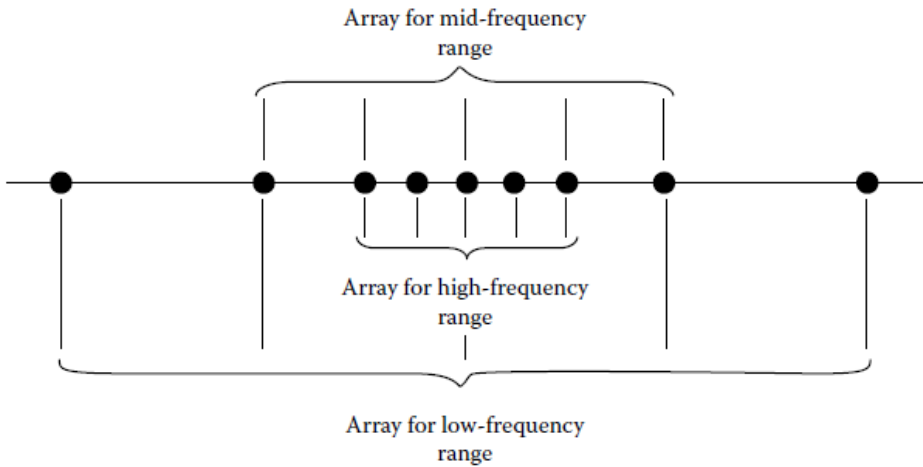 Array for mid-frequency
range
Array for high-frequency
range
Array for low-frequency
range